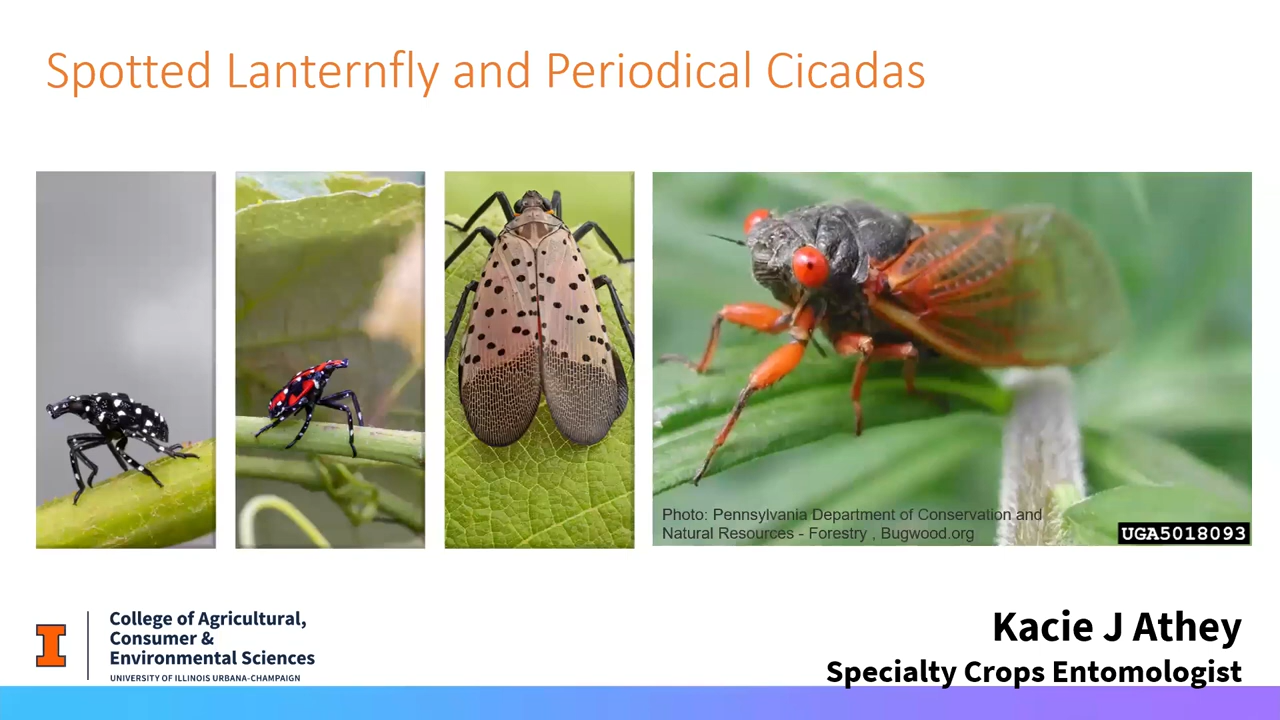 Spotted Lanternfly and Periodical Cicadas
Photo: Pennsylvania Department of Conservation and
Natural Resources - Forestry , Bugwood.org
UGA5018093
I
College of Agricultural,
Consumer &
Environmental Sciences
UNIVERSITY OF ILLINOIS URBANA-CHAMPAIGN
Kacie J Athey
Specialty Crops Entomologist